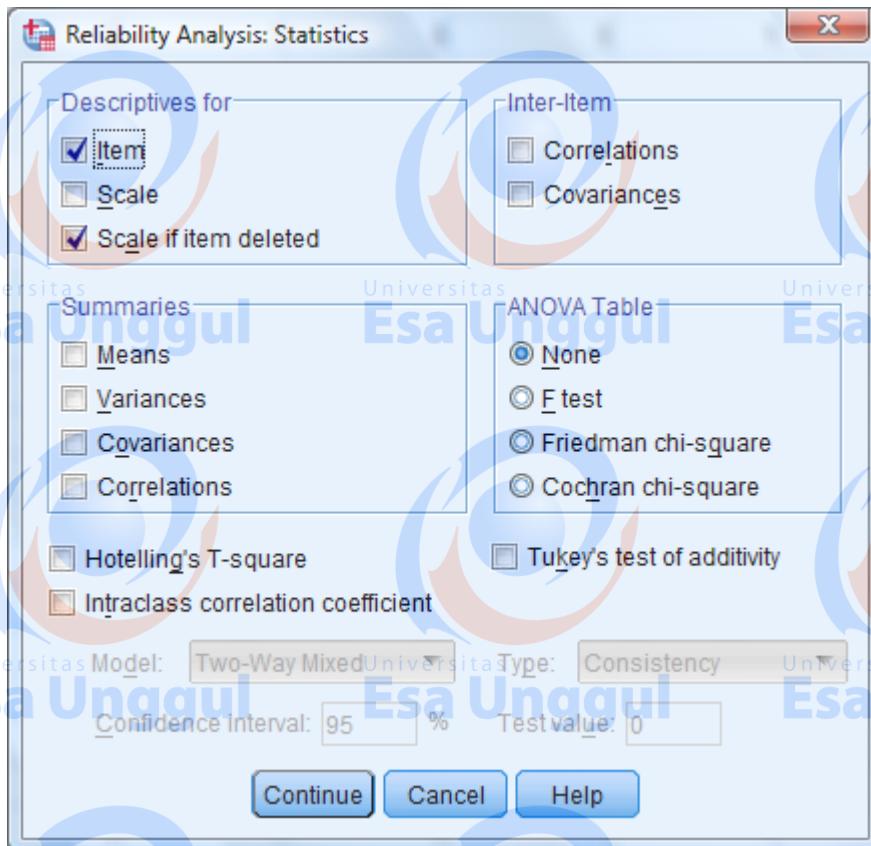 Reliability Analysis: Statistics
Descriptives for
Item
Scale
Scale if item deleted
Inter-Item
Correlations
Covariances
Summaries
Means
Variances
Covariances
Correlations
ANOVA Table
None
F test
Friedman chi-square
Cochran chi-square
Hotelling's T-square
Tukey's test of additivity
Intraclass correlation coefficient
Model: Two-Way Mixed Type: Consistency
Confidence interval: 95 % Test value: 0
Continue Cancel Help
Universitas
Esa Unggul
Universitas
Esa Unggul